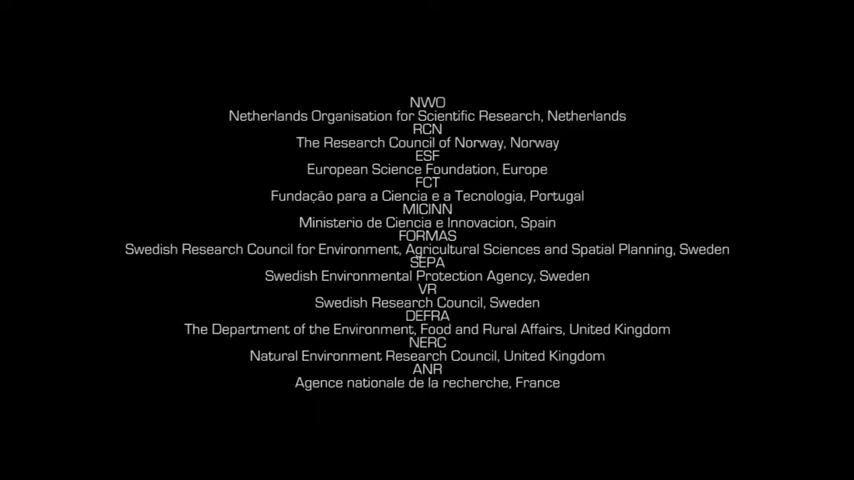 NWO
Netherlands Organisation for Scientific Research, Netherlands
RCN
The Research Council of Norway, Norway
ESF
European Science Foundation, Europe
FCT
Fundação para a Ciencia e a Tecnologia, Portugal
MICINN
Ministerio de Ciencia e Innovacion, Spain
FORMAS
Swedish Research Council for Environment, Agricultural Sciences and Spatial Planning, Sweden
SEPA
Swedish Environmental Protection Agency, Sweden
VR
Swedish Research Council, Sweden
DEFRA
The Department of the Environment, Food and Rural Affairs, United Kingdom
NERC
Natural Environment Research Council, United Kingdom
ANR
Agence nationale de la recherche, France